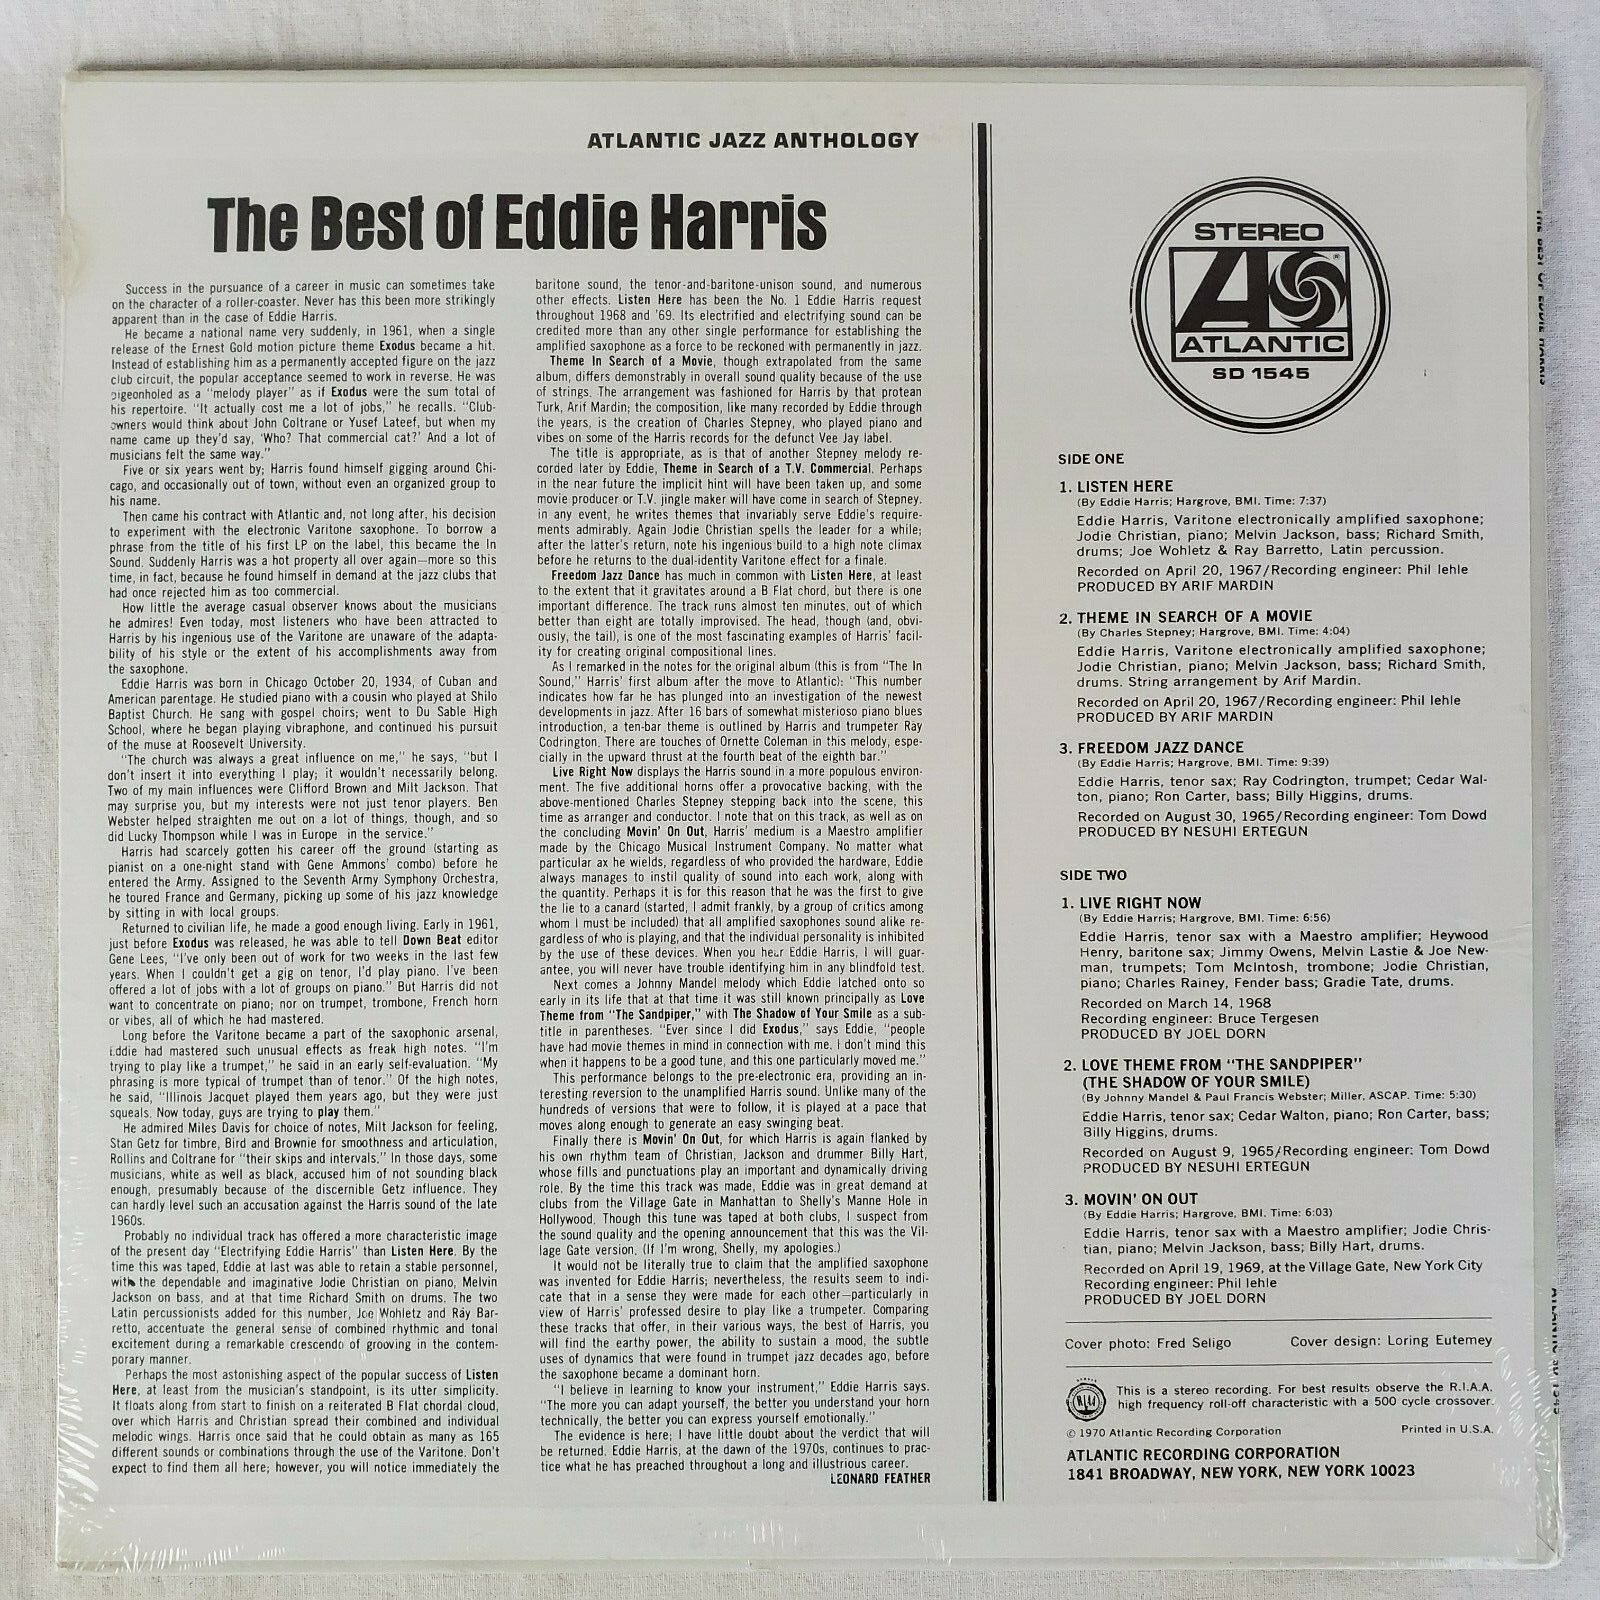 ATLANTIC JAZZ ANTHOLOGY
The Best of Eddie Harris
Success in the pursuance of a career in music can sometimes take
on the character of a roller-coaster. Never has this been more strikingly
apparent than in the case of Eddie Harris.
He became a national name very suddenly, in 1961, when a single
release of the Ernest Gold motion picture theme Exodus became a hit.
Instead of establishing him as a permanently accepted figure on the jazz
club circuit, the popular acceptance seemed to work in reverse. He was
pigeonholed as a "melody player" as if Exodus were the sum total of
his repertoire. "It actually cost me a lot of jobs," he recalls. "Club-
owners would think about John Coltrane or Yusef Lateef, but when my
name came up they'd say, 'Who? That commercial cat?' And a lot of
musicians felt the same way."
Five or six years went by; Harris found himself gigging around Chi-
cago, and occasionally out of town, without even an organized group to
his name.
Then came his contract with Atlantic and, not long after, his decision
to experiment with the electronic Varitone saxophone. To borrow a
phrase from the title of his first LP on the label, this became the In
Sound. Suddenly Harris was a hot property all over again—more so this
time, in fact, because he found himself in demand at the jazz clubs that
had once rejected him as too commercial.
How little the average casual observer knows about the musicians
he admires! Even today, most listeners who have been attracted to
Harris by his ingenious use of the Varitone are unaware of the adapta-
bility of his style or the extent of his accomplishments away from
the saxophone.
Eddie Harris was born in Chicago October 20, 1934, of Cuban and
American parentage. He studied piano with a cousin who played at Shilo
Baptist Church. He sang with gospel choirs; went to Du Sable High
School, where he began playing vibraphone, and continued his pursuit
of the muse at Roosevelt University.
"The church was always a great influence on me," he says, "but I
don't insert it into everything I play; it wouldn't necessarily belong.
Two of my main influences were Clifford Brown and Milt Jackson. That
may surprise you, but my interests were not just tenor players. Ben
Webster helped straighten me out on a lot of things, though, and so
did Lucky Thompson while I was in Europe in the service."
Harris had scarcely gotten his career off the ground (starting as
pianist on a one-night stand with Gene Ammons' combo) before he
entered the Army. Assigned to the Seventh Army Symphony Orchestra,
he toured France and Germany, picking up some of his jazz knowledge
by sitting in with local groups.
Returned to civilian life, he made a good enough living. Early in 1961,
just before Exodus was released, he was able to tell Down Beat editor
Gene Lees, "I've only been out of work for two weeks in the last few
years. When I couldn't get a gig on tenor, I'd play piano. I've been
offered a lot of jobs with a lot of groups on piano." But Harris did not
want to concentrate on piano; nor on trumpet, trombone, French horn
or vibes, all of which he had mastered.
Long before the Varitone became a part of the saxophonic arsenal,
Eddie had mastered such unusual effects as freak high notes. "I'm
trying to play like a trumpet," he said in an early self-evaluation. "My
phrasing is more typical of trumpet than of tenor." Of the high notes,
he said, "Illinois Jacquet played them years ago, but they were just
squeals. Now today, guys are trying to play them."
He admired Miles Davis for choice of notes, Milt Jackson for feeling,
Stan Getz for timbre, Bird and Brownie for smoothness and articulation,
Rollins and Coltrane for "their skips and intervals." In those days, some
musicians, white as well as black, accused him of not sounding black
enough, presumably because of the discernible Getz influence. They
can hardly level such an accusation against the Harris sound of the late
1960s.
Probably no individual track has offered a more characteristic image
of the present day "Electrifying Eddie Harris" than Listen Here. By the
time this was taped, Eddie at last was able to retain a stable personnel,
with the dependable and imaginative Jodie Christian on piano, Melvin
Jackson on bass, and at that time Richard Smith on drums. The two
Latin percussionists added for this number, Joe Wohletz and Ray Bar-
retto, accentuate the general sense of combined rhythmic and tonal
excitement during a remarkable crescendo of grooving in the contem-
porary manner.
Perhaps the most astonishing aspect of the popular success of Listen
Here, at least from the musician's standpoint, is its utter simplicity.
It floats along from start to finish on a reiterated B Flat chordal cloud,
over which Harris and Christian spread their combined and individual
melodic wings. Harris once said that he could obtain as many as 165
different sounds or combinations through the use of the Varitone. Don't
expect to find them all here; however, you will notice immediately the
baritone sound, the tenor-and-baritone-unison sound, and numerous
other effects. Listen Here has been the No. 1 Eddie Harris request
throughout 1968 and '69. Its electrified and electrifying sound can be
credited more than any other single performance for establishing the
amplified saxophone as a force to be reckoned with permanently in jazz.
Theme In Search of a Movie, though extrapolated from the same
album, differs demonstrably in overall sound quality because of the use
of strings. The arrangement was fashioned for Harris by that protean
Turk, Arif Mardin; the composition, like many recorded by Eddie through
the years, is the creation of Charles Stepney, who played piano and
vibes on some of the Harris records for the defunct Vee Jay label.
The title is appropriate, as is that of another Stepney melody re-
corded later by Eddie, Theme in Search of a T.V. Commercial. Perhaps
in the near future the implicit hint will have been taken up, and some
movie producer or T.V. jingle maker will have come in search of Stepney.
in any event, he writes themes that invariably serve Eddie's require-
ments admirably. Again Jodie Christian spells the leader for a while;
after the latter's return, note his ingenious build to a high note climax
before he returns to the dual-identity Varitone effect for a finale.
Freedom Jazz Dance has much in common with Listen Here, at least
to the extent that it gravitates around a B Flat chord, but there is one
important difference. The track runs almost ten minutes, out of which
better than eight are totally improvised. The head, though (and, obvi-
ously, the tail), is one of the most fascinating examples of Harris' facil-
ity for creating original compositional lines.
As I remarked in the notes for the original album (this is from "The In
Sound," Harris' first album after the move to Atlantic): "This number
indicates how far he has plunged into an investigation of the newest
developments in jazz. After 16 bars of somewhat misterioso piano blues
introduction, a ten-bar theme is outlined by Harris and trumpeter Ray
Codrington. There are touches of Ornette Coleman in this melody, espe-
cially in the upward thrust at the fourth beat of the eighth bar."
Live Right Now displays the Harris sound in a more populous environ-
ment. The five additional horns offer a provocative backing, with the
above-mentioned Charles Stepney stepping back into the scene, this
time as arranger and conductor. I note that on this track, as well as on
the concluding Movin' On Out, Harris' medium is a Maestro amplifier
made by the Chicago Musical Instrument Company. No matter what
particular ax he wields, regardless of who provided the hardware, Eddie
always manages to instil quality of sound into each work, along with
the quantity. Perhaps it is for this reason that he was the first to give
the lie to a canard (started, I admit frankly, by a group of critics among
whom I must be included) that all amplified saxophones sound alike re-
gardless of who is playing, and that the individual personality is inhibited
by the use of these devices. When you hear Eddie Harris, I will guar-
antee, you will never have trouble identifying him in any blindfold test.
Next comes a Johnny Mandel melody which Eddie latched onto so
early in its life that at that time it was still known principally as Love
Theme from "The Sandpiper," with The Shadow of Your Smile as a sub-
title in parentheses. "Ever since I did Exodus," says Eddie, "people
have had movie themes in mind in connection with me. I don't mind this
when it happens to be a good tune, and this one particularly moved me."
This performance belongs to the pre-electronic era, providing an in-
teresting reversion to the unamplified Harris sound. Unlike many of the
hundreds of versions that were to follow, it is played at a pace that
moves along enough to generate an easy swinging beat.
Finally there is Movin' On Out, for which Harris is again flanked by
his own rhythm team of Christian, Jackson and drummer Billy Hart,
whose fills and punctuations play an important and dynamically driving
role. By the time this track was made, Eddie was in great demand at
clubs from the Village Gate in Manhattan to Shelly's Manne Hole in
Hollywood. Though this tune was taped at both clubs, I suspect from
the sound quality and the opening announcement that this was the Vil-
lage Gate version. (If I'm wrong, Shelly, my apologies.)
It would not be literally true to claim that the amplified saxophone
was invented for Eddie Harris; nevertheless, the results seem to indi-
cate that in a sense they were made for each other—particularly in
view of Harris' professed desire to play like a trumpeter. Comparing
these tracks that offer, in their various ways, the best of Harris, you
will find the earthy power, the ability to sustain a mood, the subtle
uses of dynamics that were found in trumpet jazz decades ago, before
the saxophone became a dominant horn.
"I believe in learning to know your instrument," Eddie Harris says.
"The more you can adapt yourself, the better you understand your horn
technically, the better you can express yourself emotionally."
The evidence is here; I have little doubt about the verdict that will
be returned. Eddie Harris, at the dawn of the 1970s, continues to prac-
tice what he has preached throughout a long and illustrious career.
LEONARD FEATHER
STEREO
®
ATLANTIC
SD 1545
SIDE ONE
1. LISTEN HERE
(By Eddie Harris; Hargrove, BMI. Time: 7:37)
Eddie Harris, Varitone electronically amplified saxophone;
Jodie Christian, piano; Melvin Jackson, bass; Richard Smith,
drums; Joe Wohletz & Ray Barretto, Latin percussion.
Recorded on April 20, 1967/Recording engineer: Phil Iehle
PRODUCED BY ARIF MARDIN
2. THEME IN SEARCH OF A MOVIE
(By Charles Stepney; Hargrove, BMI. Time: 4:04)
Eddie Harris, Varitone electronically amplified saxophone;
Jodie Christian, piano; Melvin Jackson, bass; Richard Smith,
drums. String arrangement by Arif Mardin.
Recorded on April 20, 1967/Recording engineer: Phil Iehle
PRODUCED BY ARIF MARDIN
3. FREEDOM JAZZ DANCE
(By Eddie Harris; Hargrove, BMI. Time: 9:39)
Eddie Harris, tenor sax; Ray Codrington, trumpet; Cedar Wal-
ton, piano; Ron Carter, bass; Billy Higgins, drums.
Recorded on August 30, 1965/Recording engineer: Tom Dowd
PRODUCED BY NESUHI ERTEGUN
SIDE TWO
1. LIVE RIGHT NOW
(By Eddie Harris; Hargrove, BMI. Time: 6:56)
Eddie Harris, tenor sax with a Maestro amplifier; Heywood
Henry, baritone sax; Jimmy Owens, Melvin Lastie & Joe New-
man, trumpets; Tom McIntosh, trombone; Jodie Christian,
piano; Charles Rainey, Fender bass; Gradie Tate, drums.
Recorded on March 14, 1968
Recording engineer: Bruce Tergesen
PRODUCED BY JOEL DORN
2. LOVE THEME FROM "THE SANDPIPER"
(THE SHADOW OF YOUR SMILE)
(By Johnny Mandel & Paul Francis Webster; Miller, ASCAP. Time: 5:30)
Eddie Harris, tenor sax; Cedar Walton, piano; Ron Carter, bass;
Billy Higgins, drums.
Recorded on August 9, 1965/Recording engineer: Tom Dowd
PRODUCED BY NESUHI ERTEGUN
3. MOVIN' ON OUT
(By Eddie Harris; Hargrove, BMI. Time: 6:03)
Eddie Harris, tenor sax with a Maestro amplifier; Jodie Chris-
tian, piano; Melvin Jackson, bass; Billy Hart, drums.
Recorded on April 19, 1969, at the Village Gate, New York City
Recording engineer: Phil Iehle
PRODUCED BY JOEL DORN
Cover photo: Fred Seligo Cover design: Loring Eutemey
This is a stereo recording. For best results observe the R.I.A.A.
high frequency roll-off characteristic with a 500 cycle crossover.
© 1970 Atlantic Recording Corporation Printed in U.S.A.
ATLANTIC RECORDING CORPORATION
1841 BROADWAY, NEW YORK, NEW YORK 10023
THE BEST OF EDDIE HARRIS
ATLANTIC SD 1545